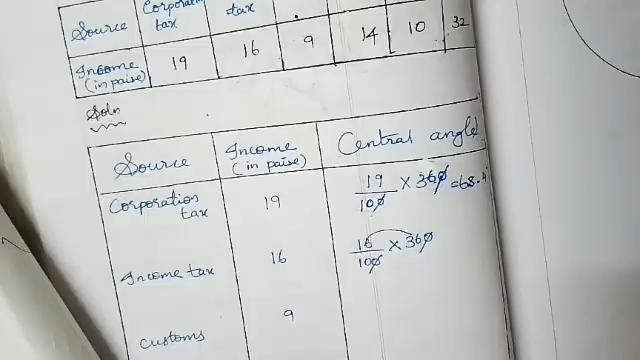 Corporation
tax
tax
Source
Income
(in paise)
19
16
9
14
10
32
Soln
Source
Income
(in paise)
Central angle
Corporation
tax
19
19/100 × 360 = 68.4
Income tax
16
16/100 × 360
Customs
9